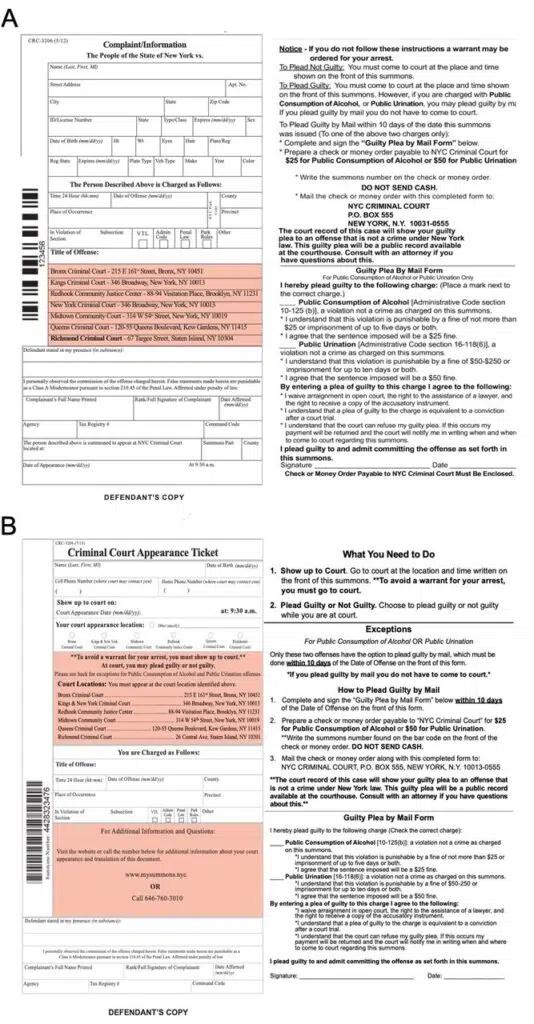 A
CRC-3206 (5/12)
Complaint/Information
The People of the State of New York vs.
Name (Last, First, MI)
Street Address Apt. No.
City State Zip Code
ID/License Number State Type/Class Expires (mm/dd/yy) Sex
Date of Birth (mm/dd/yy) Ht Wt Eyes Hair Plate/Reg
Reg State Expires (mm/dd/yy) Plate Type Veh Type Make Year Color
The Person Described Above is Charged as Follows:
Time 24 Hour (hh:mm) Date of Offense (mm/dd/yy) County
Place of Occurrence Precinct
In Violation of Section Subsection VTL Admin Code Penal Law Park Rules Other
123456
Title of Offense:
Bronx Criminal Court - 215 E 161st Street, Bronx, NY 10451
Kings Criminal Court - 346 Broadway, New York, NY 10013
Redhook Community Justice Center - 88-94 Visitation Place, Brooklyn, NY 11231
New York Criminal Court - 346 Broadway, New York, NY 10013
Midtown Community Court - 314 W 54th Street, New York, NY 10019
Queens Criminal Court - 120-55 Queens Boulevard, Kew Gardens, NY 11415
Richmond Criminal Court - 67 Targee Street, Staten Island, NY 10304
Defendant stated in my presence (in substance):
I personally observed the commission of the offense charged herein. False statements made herein are punishable
as a Class A Misdemeanor pursuant to section 210.45 of the Penal Law. Affirmed under penalty of law.
Complainant's Full Name Printed Rank/Full Signature of Complainant Date Affirmed (mm/dd/yy)
Agency Tax Registry # Command Code
The person described above is summoned to appear at NYC Criminal Court Summons Part County
located at:
Date of Appearance (mm/dd/yy) At 9:30 a.m.
DEFENDANT'S COPY
Notice - If you do not follow these instructions a warrant may be
ordered for your arrest.
To Plead Not Guilty: You must come to court at the place and time
shown on the front of this summons.
To Plead Guilty: You must come to court at the place and time shown
on the front of this summons. However, if you are charged with Public
Consumption of Alcohol, or Public Urination, you may plead guilty by ma
If you plead guilty by mail you do not have to come to court.
To Plead Guilty by Mail within 10 days of the date this summons
was issued (To one of the above two charges only):
* Complete and sign the "Guilty Plea by Mail Form" below.
* Prepare a check or money order payable to NYC Criminal Court for
$25 for Public Consumption of Alcohol or $50 for Public Urination
* Write the summons number on the check or money order.
DO NOT SEND CASH.
* Mail the check or money order with this completed form to:
NYC CRIMINAL COURT
P.O. BOX 555
NEW YORK, N.Y. 10031-0555
The court record of this case will show your guilty
plea to an offense that is not a crime under New York
law. This guilty plea will be a public record available
at the courthouse. Consult with an attorney if you
have questions about this.
Guilty Plea By Mail Form
For Public Consumption of Alcohol or Public Urination Only
I hereby plead guilty to the following charge: (Place a mark next to
the correct charge.)
____ Public Consumption of Alcohol [Administrative Code section
10-125 (b)], a violation not a crime as charged on this summons.
* I understand that this violation is punishable by a fine of not more than
$25 or imprisonment of up to five days or both.
* I agree that the sentence imposed will be a $25 fine.
____ Public Urination [Administrative Code section 16-118(6)], a
violation not a crime as charged on this summons.
* I understand that this violation is punishable by a fine of $50-$250 or
imprisonment for up to ten days or both.
* I agree that the sentence imposed will be a $50 fine.
By entering a plea of guilty to this charge I agree to the following:
* I waive arraignment in open court, the right to the assistance of a lawyer, and
the right to receive a copy of the accusatory instrument.
* I understand that a plea of guilty to the charge is equivalent to a conviction
after a court trial.
* I understand that the court can refuse my guilty plea. If this occurs my
payment will be returned and the court will notify me in writing when and where
to come to court regarding this summons.
I plead guilty to and admit committing the offense as set forth in
this summons.
Signature ____ Date ____
Check or Money Order Payable to NYC Criminal Court Must Be Enclosed.
B
CRC-3206 (7/15)
Criminal Court Appearance Ticket
Name (Last, First, MI) Date of Birth (mm/dd/yy)
Cell Phone Number (where court may contact you) Home Phone Number (where court may contact you)
( ) ( )
Show up to court on:
Court Appearance Date (mm/dd/yy): at: 9:30 a.m.
Your court appearance location: Other (specify)
Bronx Criminal Court Kings & New York Criminal Court Midtown Community Court Redhook Community Justice Center Queens Criminal Court Richmond Criminal Court
**To avoid a warrant for your arrest, you must show up to court.**
At court, you may plead guilty or not guilty.
Please see back for exceptions for Public Consumption of Alcohol and Public Urination offenses
Court Locations: You must appear at the court location identified above.
Bronx Criminal Court 215 E 161st Street, Bronx, NY 10451
Kings & New York Criminal Court 346 Broadway, New York, NY 10013
Redhook Community Justice Center 88-94 Visitation Place, Brooklyn, NY 11231
Midtown Community Court 314 W 54th Street, New York, NY 10019
Queens Criminal Court 120-55 Queens Boulevard, Kew Gardens, NY 11415
Richmond Criminal Court 26 Central Ave, Staten Island, NY 10301
You are Charged as Follows:
Title of Offense:
Time 24 Hour (hh:mm) Date of Offense (mm/dd/yy) County
Place of Occurrence Precinct
In Violation of Section Subsection VTL Admin Code Penal Law Park Rules Other
Summons Number 4428323476
For Additional Information and Questions:
Visit the website or call the number below for additional information about your court
appearance and translation of this document.
www.mysummons.nyc
OR
Call 646-760-3010
Defendant stated in my presence (in substance):
I personally observed the commission of the offense charged herein. False statements made herein are punishable as a
Class A Misdemeanor pursuant to section 210.45 of the Penal Law. Affirmed under penalty of law.
Complainant's Full Name Printed Rank/Full Signature of Complainant Date Affirmed (mm/dd/yy)
Agency Tax Registry # Command Code
DEFENDANT'S COPY
What You Need to Do
1. Show up to Court. Go to court at the location and time written on
the front of this summons. **To avoid a warrant for your arrest,
you must go to court.
2. Plead Guilty or Not Guilty. Choose to plead guilty or not guilty
while you are at court.
Exceptions
For Public Consumption of Alcohol OR Public Urination
Only these two offenses have the option to plead guilty by mail, which must be
done within 10 days of the Date of Offense on the front of this form.
*If you plead guilty by mail you do not have to come to court.*
How to Plead Guilty by Mail
1. Complete and sign the "Guilty Plea by Mail Form" below within 10 days
of the Date of Offense on the front of this form.
2. Prepare a check or money order payable to "NYC Criminal Court" for $25
for Public Consumption of Alcohol or $50 for Public Urination.
**Write the summons number found on the bar code on the front of the
check or money order. DO NOT SEND CASH.
3. Mail the check or money order along with this completed form to:
NYC CRIMINAL COURT, P.O. BOX 555, NEW YORK, N.Y. 10013-0555
**The court record of this case will show your guilty plea to an offense that
is not a crime under New York law. This guilty plea will be a public record
available at the courthouse. Consult with an attorney if you have questions
about this.**
Guilty Plea by Mail Form
I hereby plead guilty to the following charge (Check the correct charge):
____ Public Consumption of Alcohol [10-125(b)]: a violation not a crime as charged
on this summons.
*I understand that this violation is punishable by a fine of not more than $25 or
imprisonment of up to five days or both.
*I agree that the sentence imposed will be a $25 fine.
____ Public Urination [16-118(6)]: a violation not a crime as charged on this summons.
*I understand that this violation is punishable by a fine of $50-250 or
imprisonment for up to ten days or both.
*I agree that the sentence imposed will be a $50 fine.
By entering a plea of guilty to this charge I agree to the following:
*I waive arraignment in open court, the right to the assistance of a lawyer, and
the right to receive a copy of the accusatory instrument.
*I understand that a plea of guilty to the charge is equivalent to a conviction
after a court trial.
*I understand that the court can refuse my guilty plea. If this occurs my
payment will be returned and the court will notify me in writing when and where
to come to court regarding this summons.
I plead guilty to and admit committing the offense as set forth in this summons.
Signature: ____ Date: ____